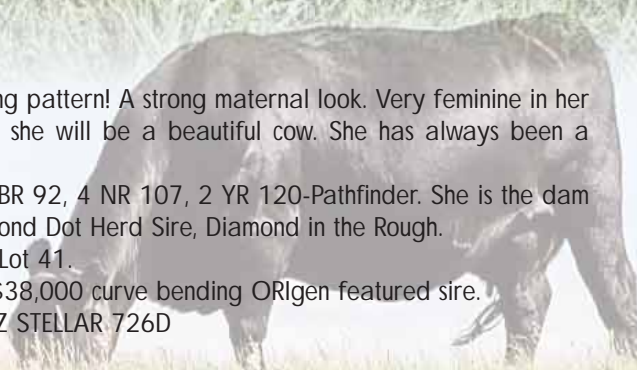 ng pattern! A strong maternal look. Very feminine in her
she will be a beautiful cow. She has always been a
BR 92, 4 NR 107, 2 YR 120-Pathfinder. She is the dam
ond Dot Herd Sire, Diamond in the Rough.
Lot 41.
$38,000 curve bending ORIgen featured sire.
Z STELLAR 726D